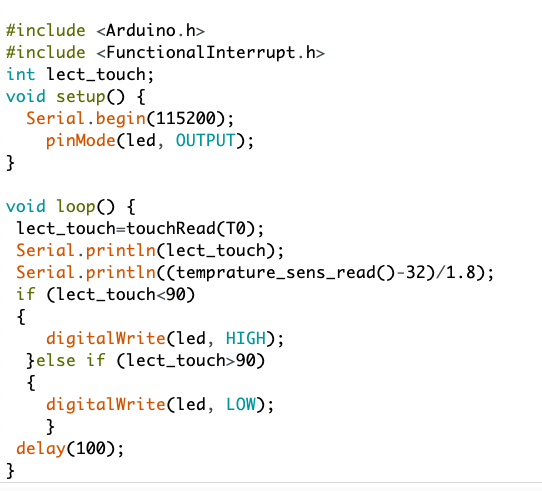 #include <Arduino.h>
#include <FunctionalInterrupt.h>
int lect_touch;
void setup() {
  Serial.begin(115200);
    pinMode(led, OUTPUT);
}

void loop() {
 lect_touch=touchRead(T0);
 Serial.println(lect_touch);
 Serial.println((temprature_sens_read()-32)/1.8);
 if (lect_touch<90)
 {
    digitalWrite(led, HIGH);
  }else if (lect_touch>90)
  {
    digitalWrite(led, LOW);
    }
 delay(100);
}